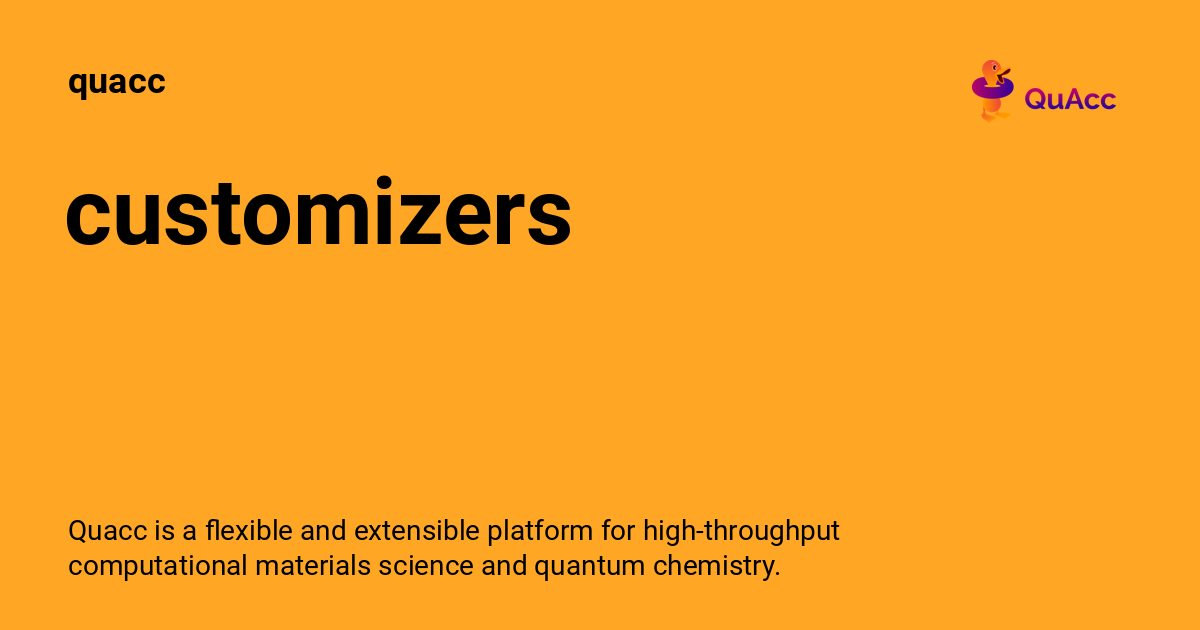 quacc
QuAcc
customizers
Quacc is a flexible and extensible platform for high-throughput
computational materials science and quantum chemistry.